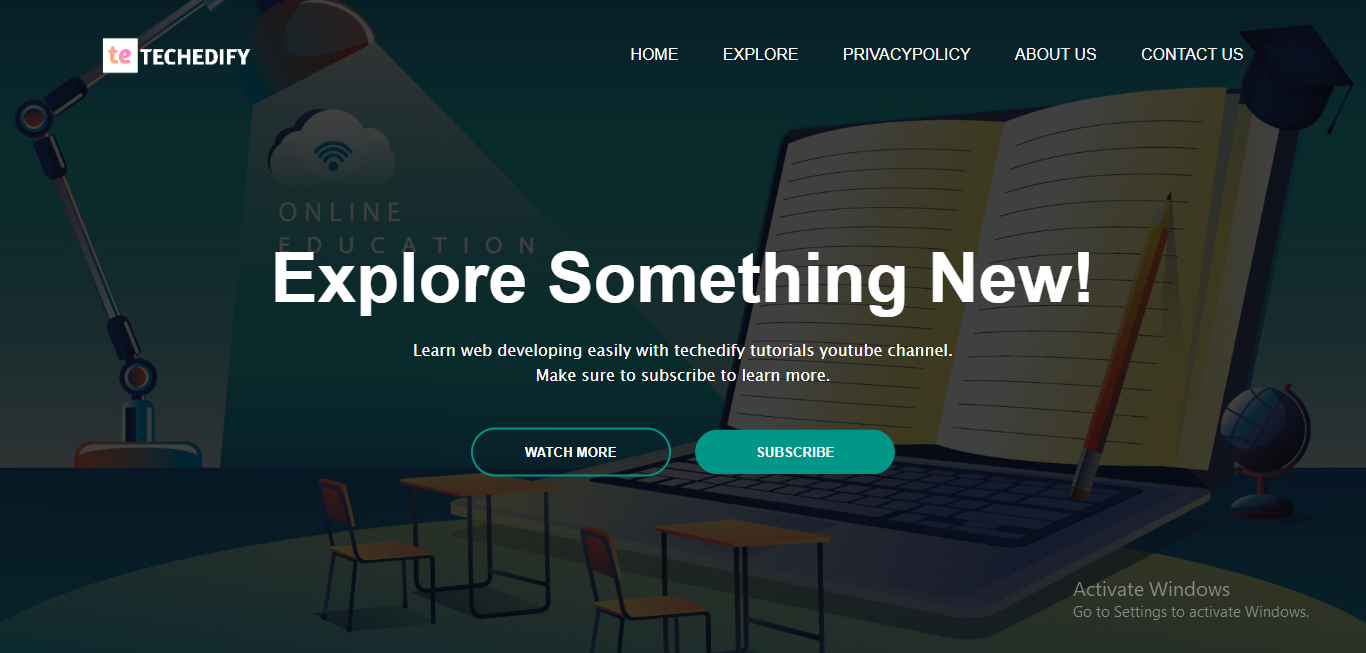 te TECHEDIFY
HOME EXPLORE PRIVACYPOLICY ABOUT US CONTACT US
ONLINE
EDUCATION
Explore Something New!
Learn web developing easily with techedify tutorials youtube channel.
Make sure to subscribe to learn more.
WATCH MORE SUBSCRIBE
Activate Windows
Go to Settings to activate Windows.